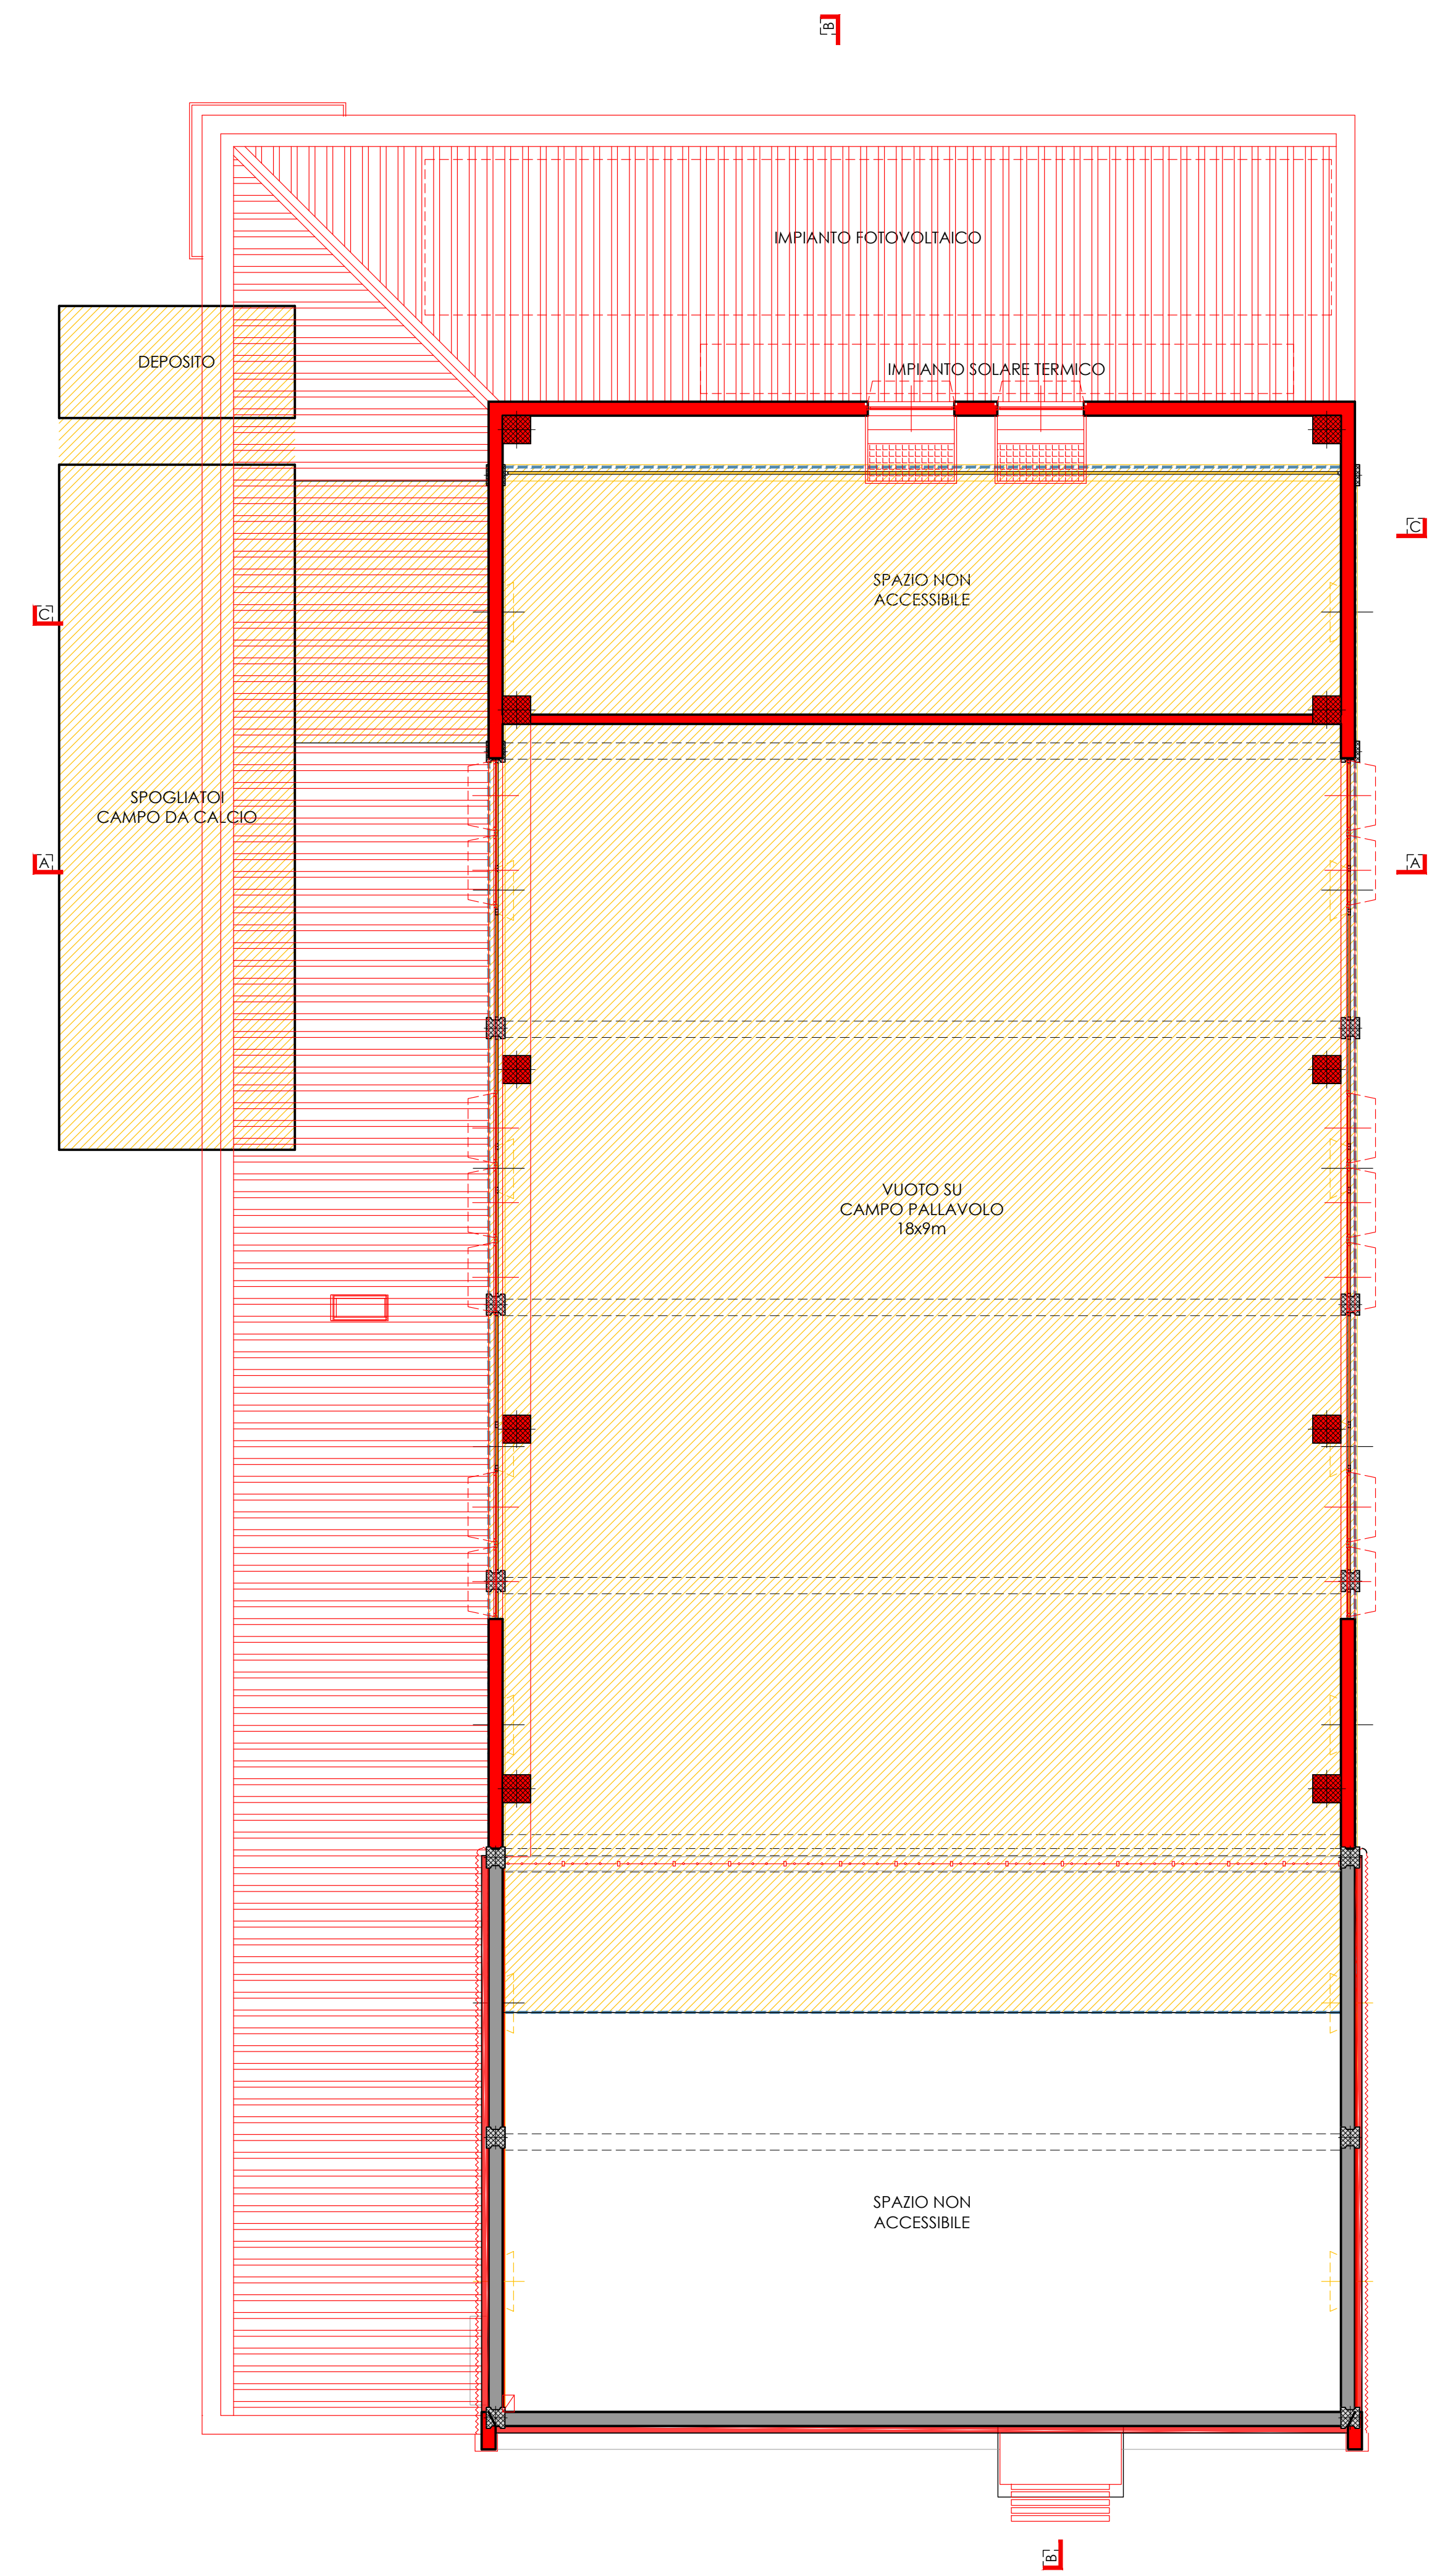 B
IMPIANTO FOTOVOLTAICO
DEPOSITO
IMPIANTO SOLARE TERMICO
C
SPAZIO NON
ACCESSIBILE
C
SPOGLIATOI
CAMPO DA CALCIO
A
A
VUOTO SU
CAMPO PALLAVOLO
18x9m
SPAZIO NON
ACCESSIBILE
B